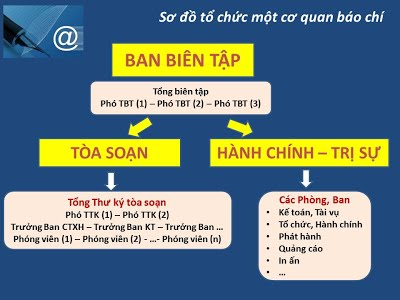 Sơ đồ tổ chức một cơ quan báo chí
@
BAN BIÊN TẬP
Tổng biên tập
Phó TBT (1) – Phó TBT (2) – Phó TBT (3)
TÒA SOẠN
HÀNH CHÍNH – TRỊ SỰ
Tổng Thư ký tòa soạn
Phó TTK (1) – Phó TTK (2)
Trưởng Ban CTXH – Trưởng Ban KT – Trưởng Ban ...
Phóng viên (1) – Phóng viên (2) - ...- Phóng viên (n)
Các Phòng, Ban
• Kế toán, Tài vụ
• Tổ chức, Hành chính
• Phát hành
• Quảng cáo
• In ấn
• ...